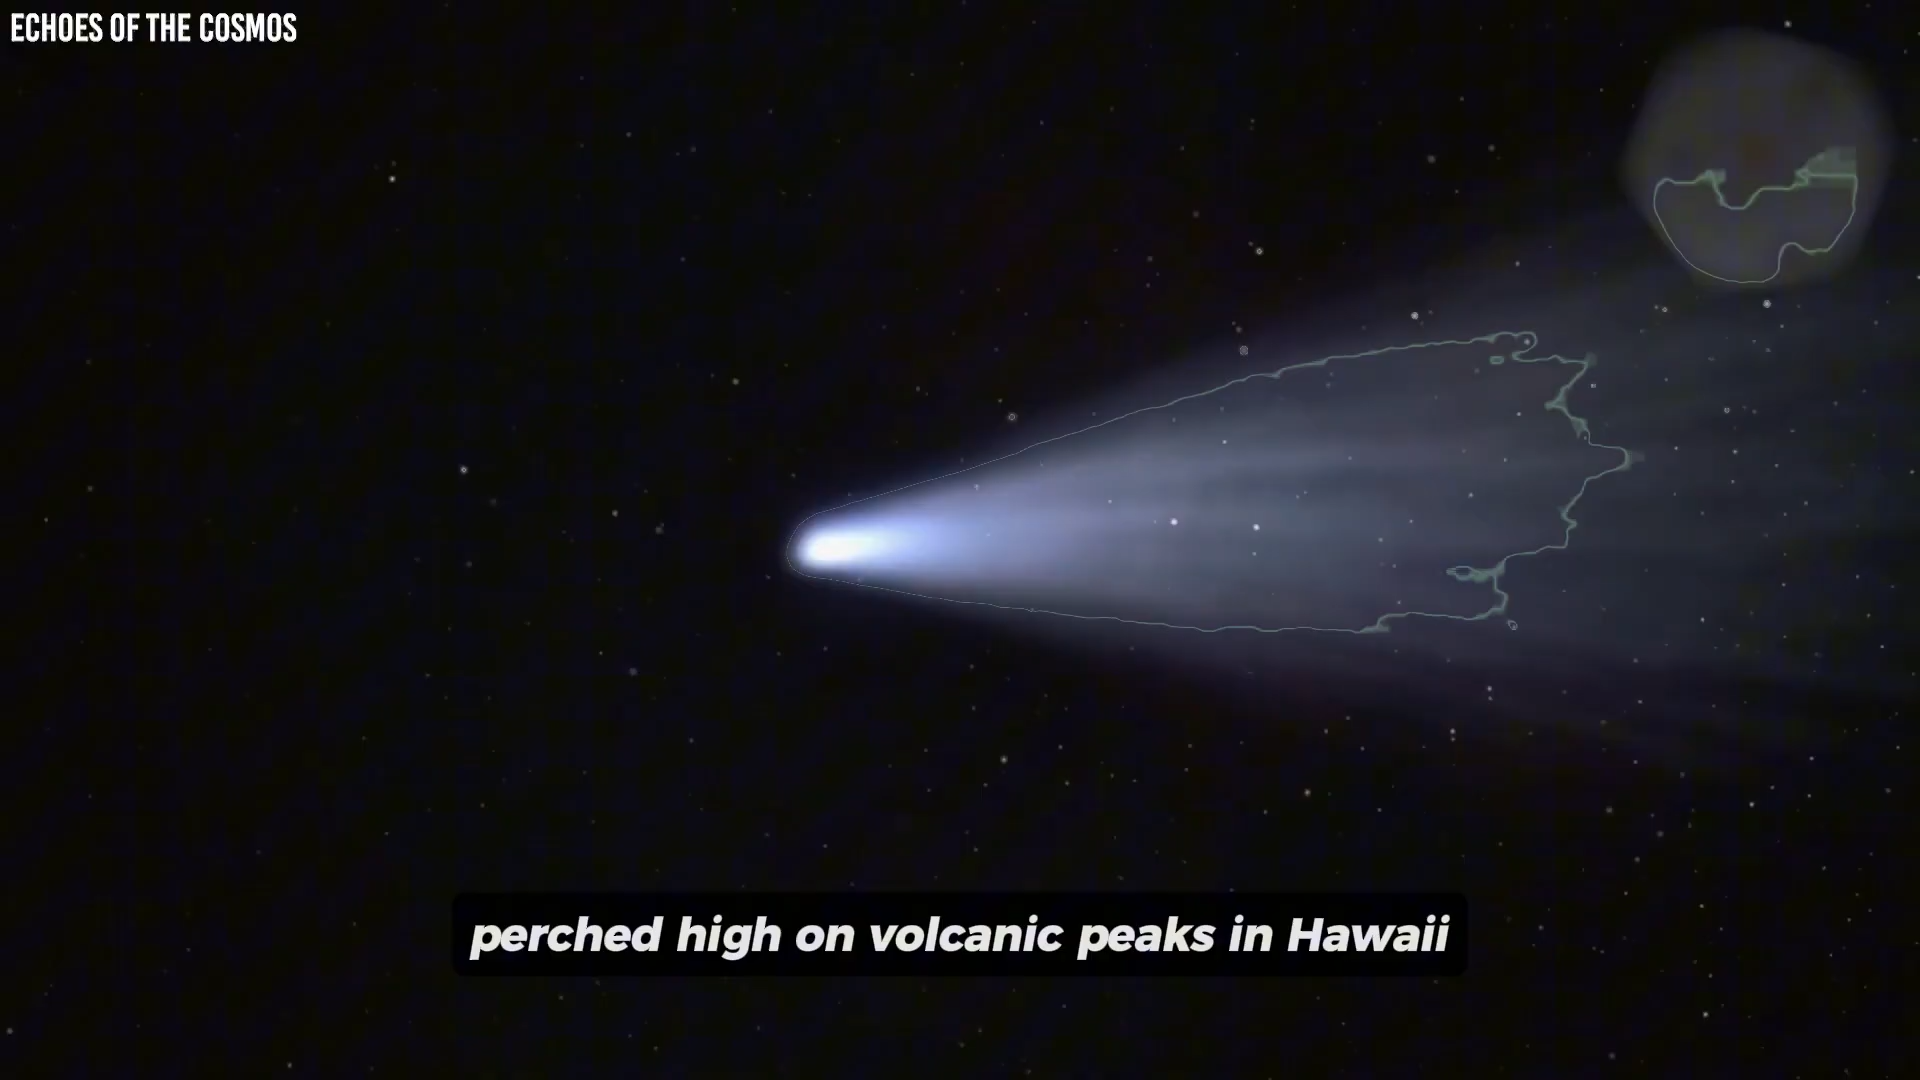 ECHOES OF THE COSMOS
perched high on volcanic peaks in Hawaii